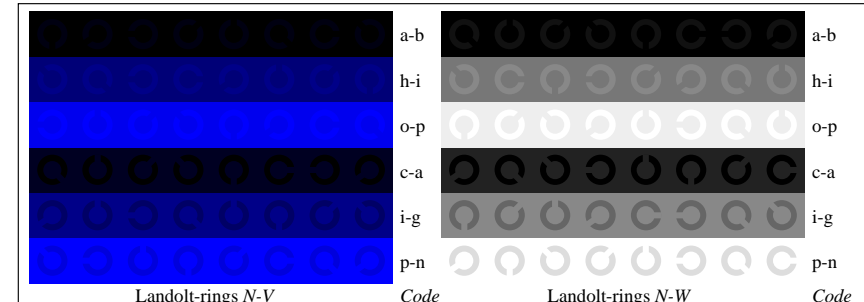 a-b a-b
h-i h-i
o-p o-p
c-a c-a
i-g i-g
p-n p-n
Landolt-rings N-V Code Landolt-rings N-W Code